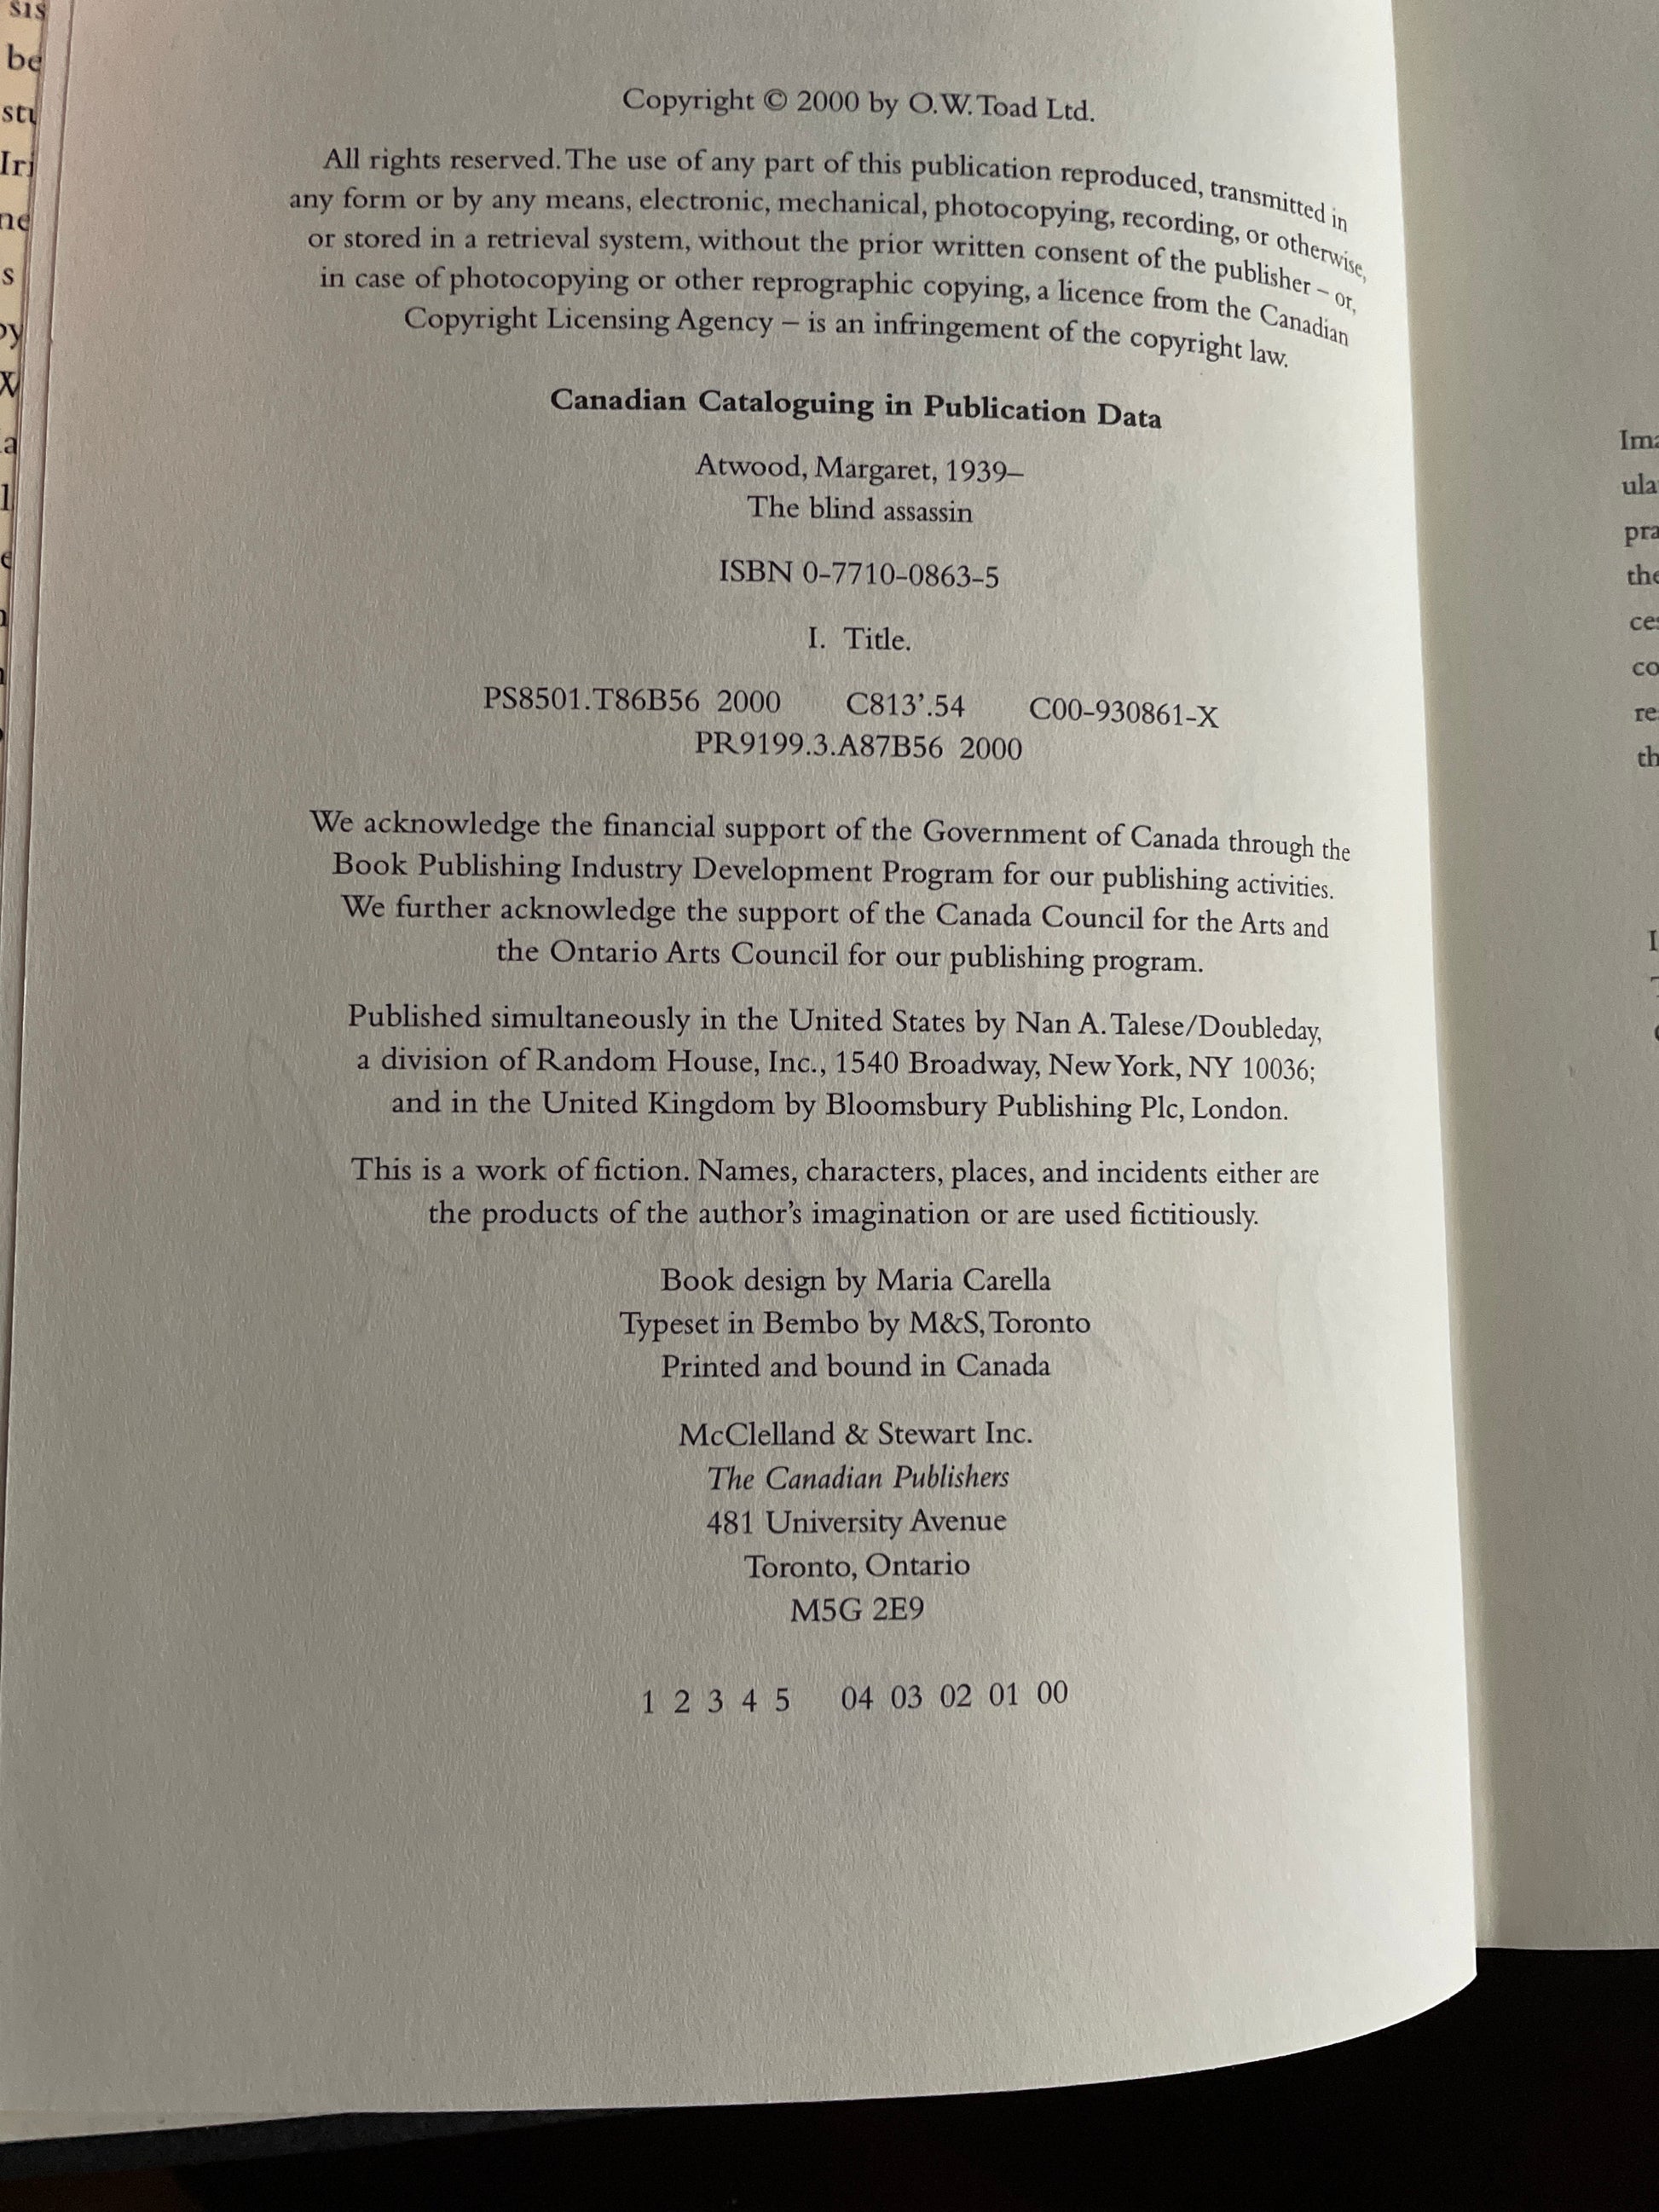 Copyright © 2000 by O.W. Toad Ltd.
All rights reserved. The use of any part of this publication reproduced, transmitted in
any form or by any means, electronic, mechanical, photocopying, recording, or otherwise,
or stored in a retrieval system, without the prior written consent of the publisher – or,
in case of photocopying or other reprographic copying, a licence from the Canadian
Copyright Licensing Agency – is an infringement of the copyright law.
Canadian Cataloguing in Publication Data
Atwood, Margaret, 1939–
The blind assassin
ISBN 0-7710-0863-5
I. Title.
PS8501.T86B56 2000 C813'.54 C00-930861-X
PR9199.3.A87B56 2000
We acknowledge the financial support of the Government of Canada through the
Book Publishing Industry Development Program for our publishing activities.
We further acknowledge the support of the Canada Council for the Arts and
the Ontario Arts Council for our publishing program.
Published simultaneously in the United States by Nan A. Talese/Doubleday,
a division of Random House, Inc., 1540 Broadway, New York, NY 10036;
and in the United Kingdom by Bloomsbury Publishing Plc, London.
This is a work of fiction. Names, characters, places, and incidents either are
the products of the author's imagination or are used fictitiously.
Book design by Maria Carella
Typeset in Bembo by M&S, Toronto
Printed and bound in Canada
McClelland & Stewart Inc.
The Canadian Publishers
481 University Avenue
Toronto, Ontario
M5G 2E9
1 2 3 4 5 04 03 02 01 00